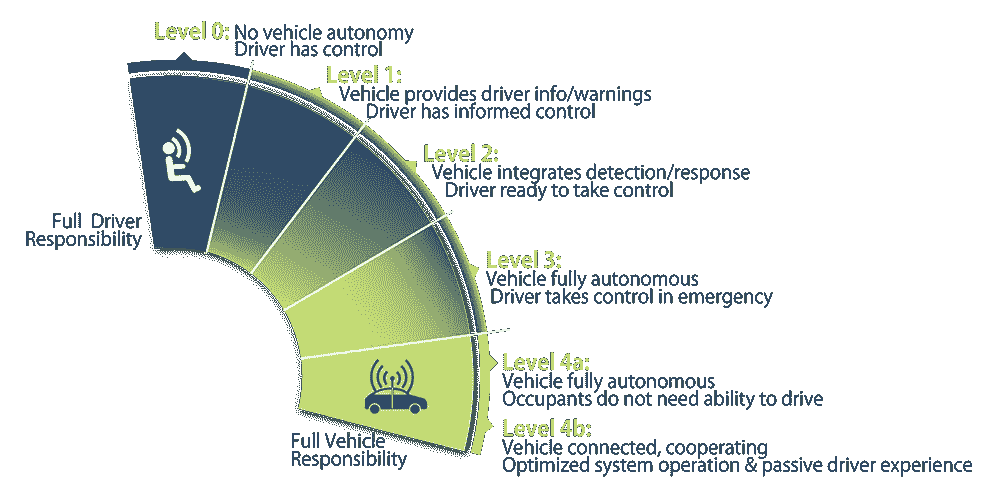 Level 0: No vehicle autonomy
Driver has control
Level 1:
Vehicle provides driver info/warnings
Driver has informed control
Level 2:
Vehicle integrates detection/response
Driver ready to take control
Full Driver
Responsibility
Level 3:
Vehicle fully autonomous
Driver takes control in emergency
Level 4a:
Vehicle fully autonomous
Occupants do not need ability to drive
Level 4b:
Vehicle connected, cooperating
Optimized system operation & passive driver experience
Full Vehicle
Responsibility